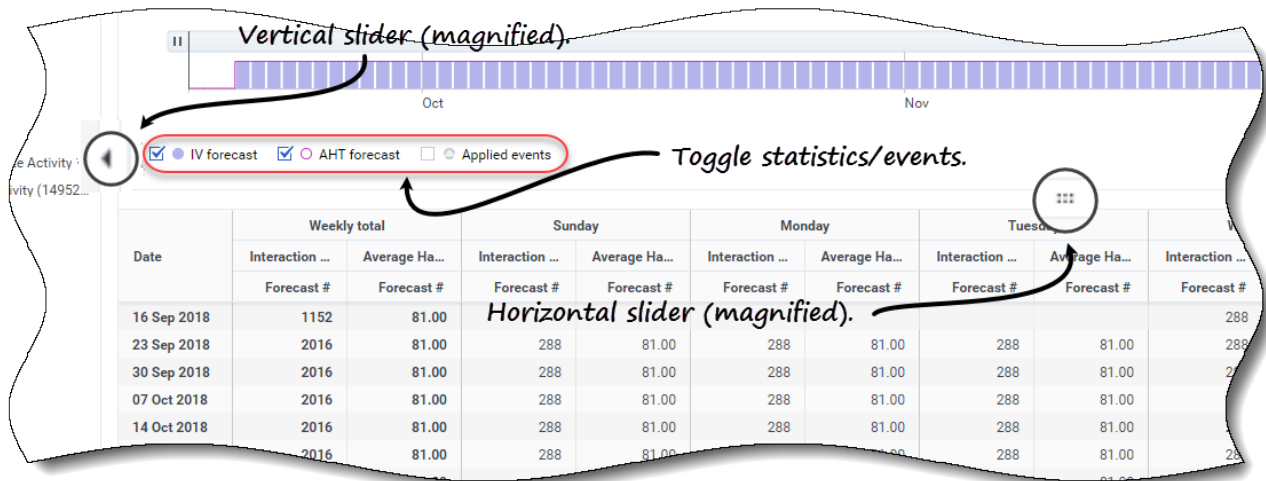 Vertical slider (magnified).
Oct Nov
IV forecast AHT forecast Applied events
Activity
ivity (14952...
Toggle statistics/events.
Weekly total Sunday Monday
Date Interaction ... Average Ha... Interaction ... Average Ha... Interaction ... Average Ha... Interaction ... Average Ha... Interaction ...
Forecast # Forecast # Forecast # Forecast # Forecast # Forecast # Forecast # Forecast # Forecast #
Horizontal slider (magnified).
16 Sep 2018 1152 81.00 288
23 Sep 2018 2016 81.00 288 81.00 288 81.00 288 81.00 288
30 Sep 2018 2016 81.00 288 81.00 288 81.00 288 81.00
07 Oct 2018 2016 81.00 288 81.00 288 81.00 288 81.00
14 Oct 2018 2016 81.00 288 81.00 288 81.00 288 81.00
2016 81.00 288 81.00 288 288 81.00